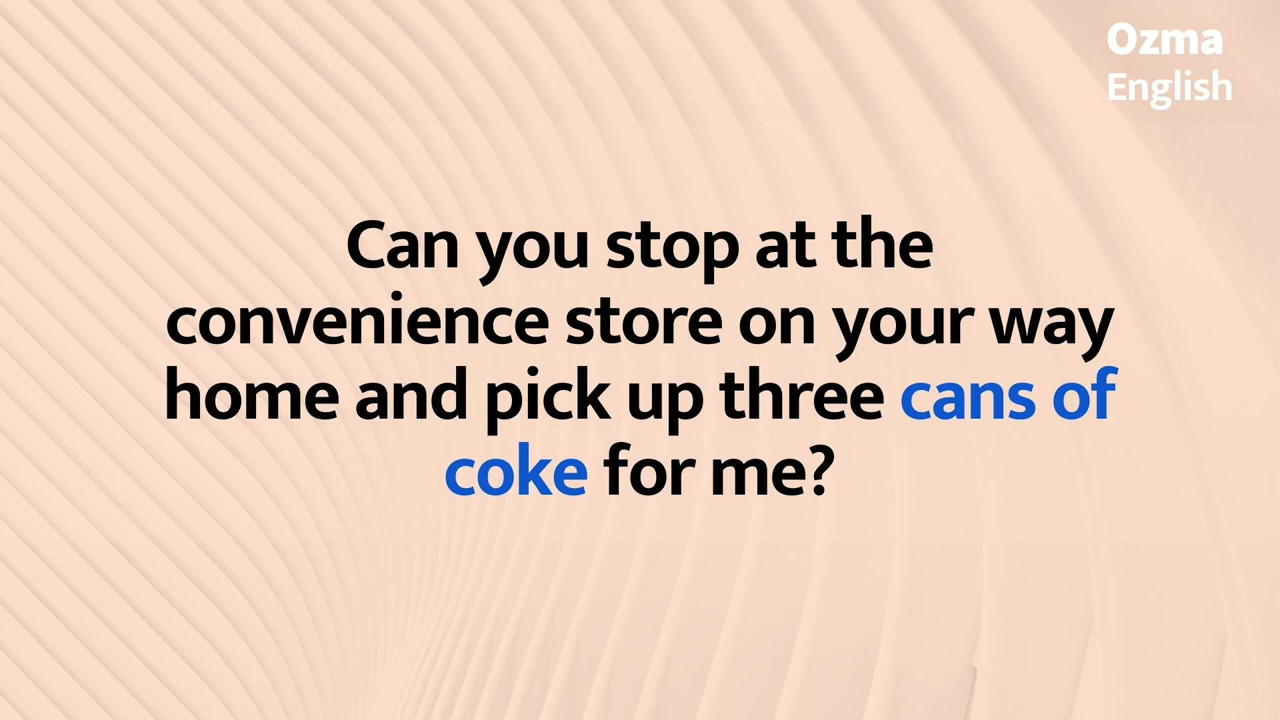 Ozma
English
Can you stop at the
convenience store on your way
home and pick up three cans of
coke for me?